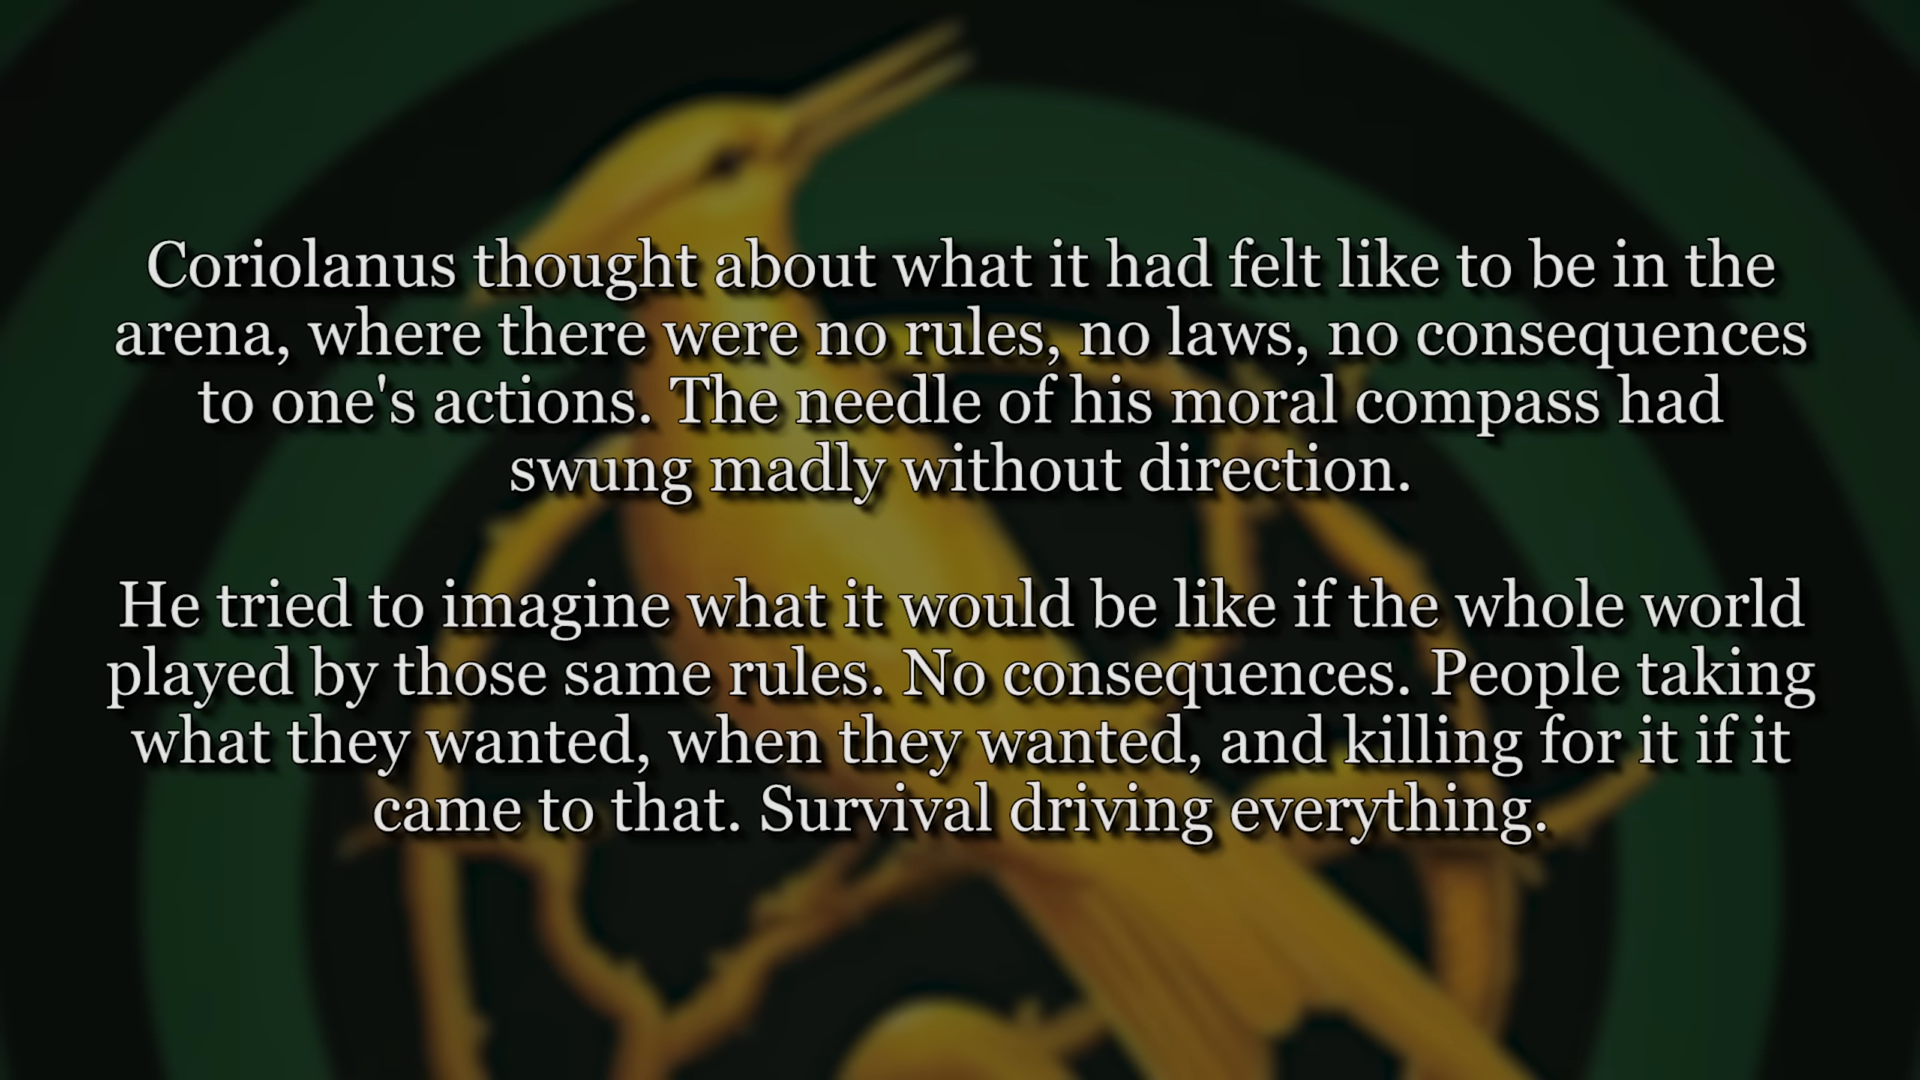 Coriolanus thought about what it had felt like to be in the
arena, where there were no rules, no laws, no consequences
to one's actions. The needle of his moral compass had
swung madly without direction.
He tried to imagine what it would be like if the whole world
played by those same rules. No consequences. People taking
what they wanted, when they wanted, and killing for it if it
came to that. Survival driving everything.